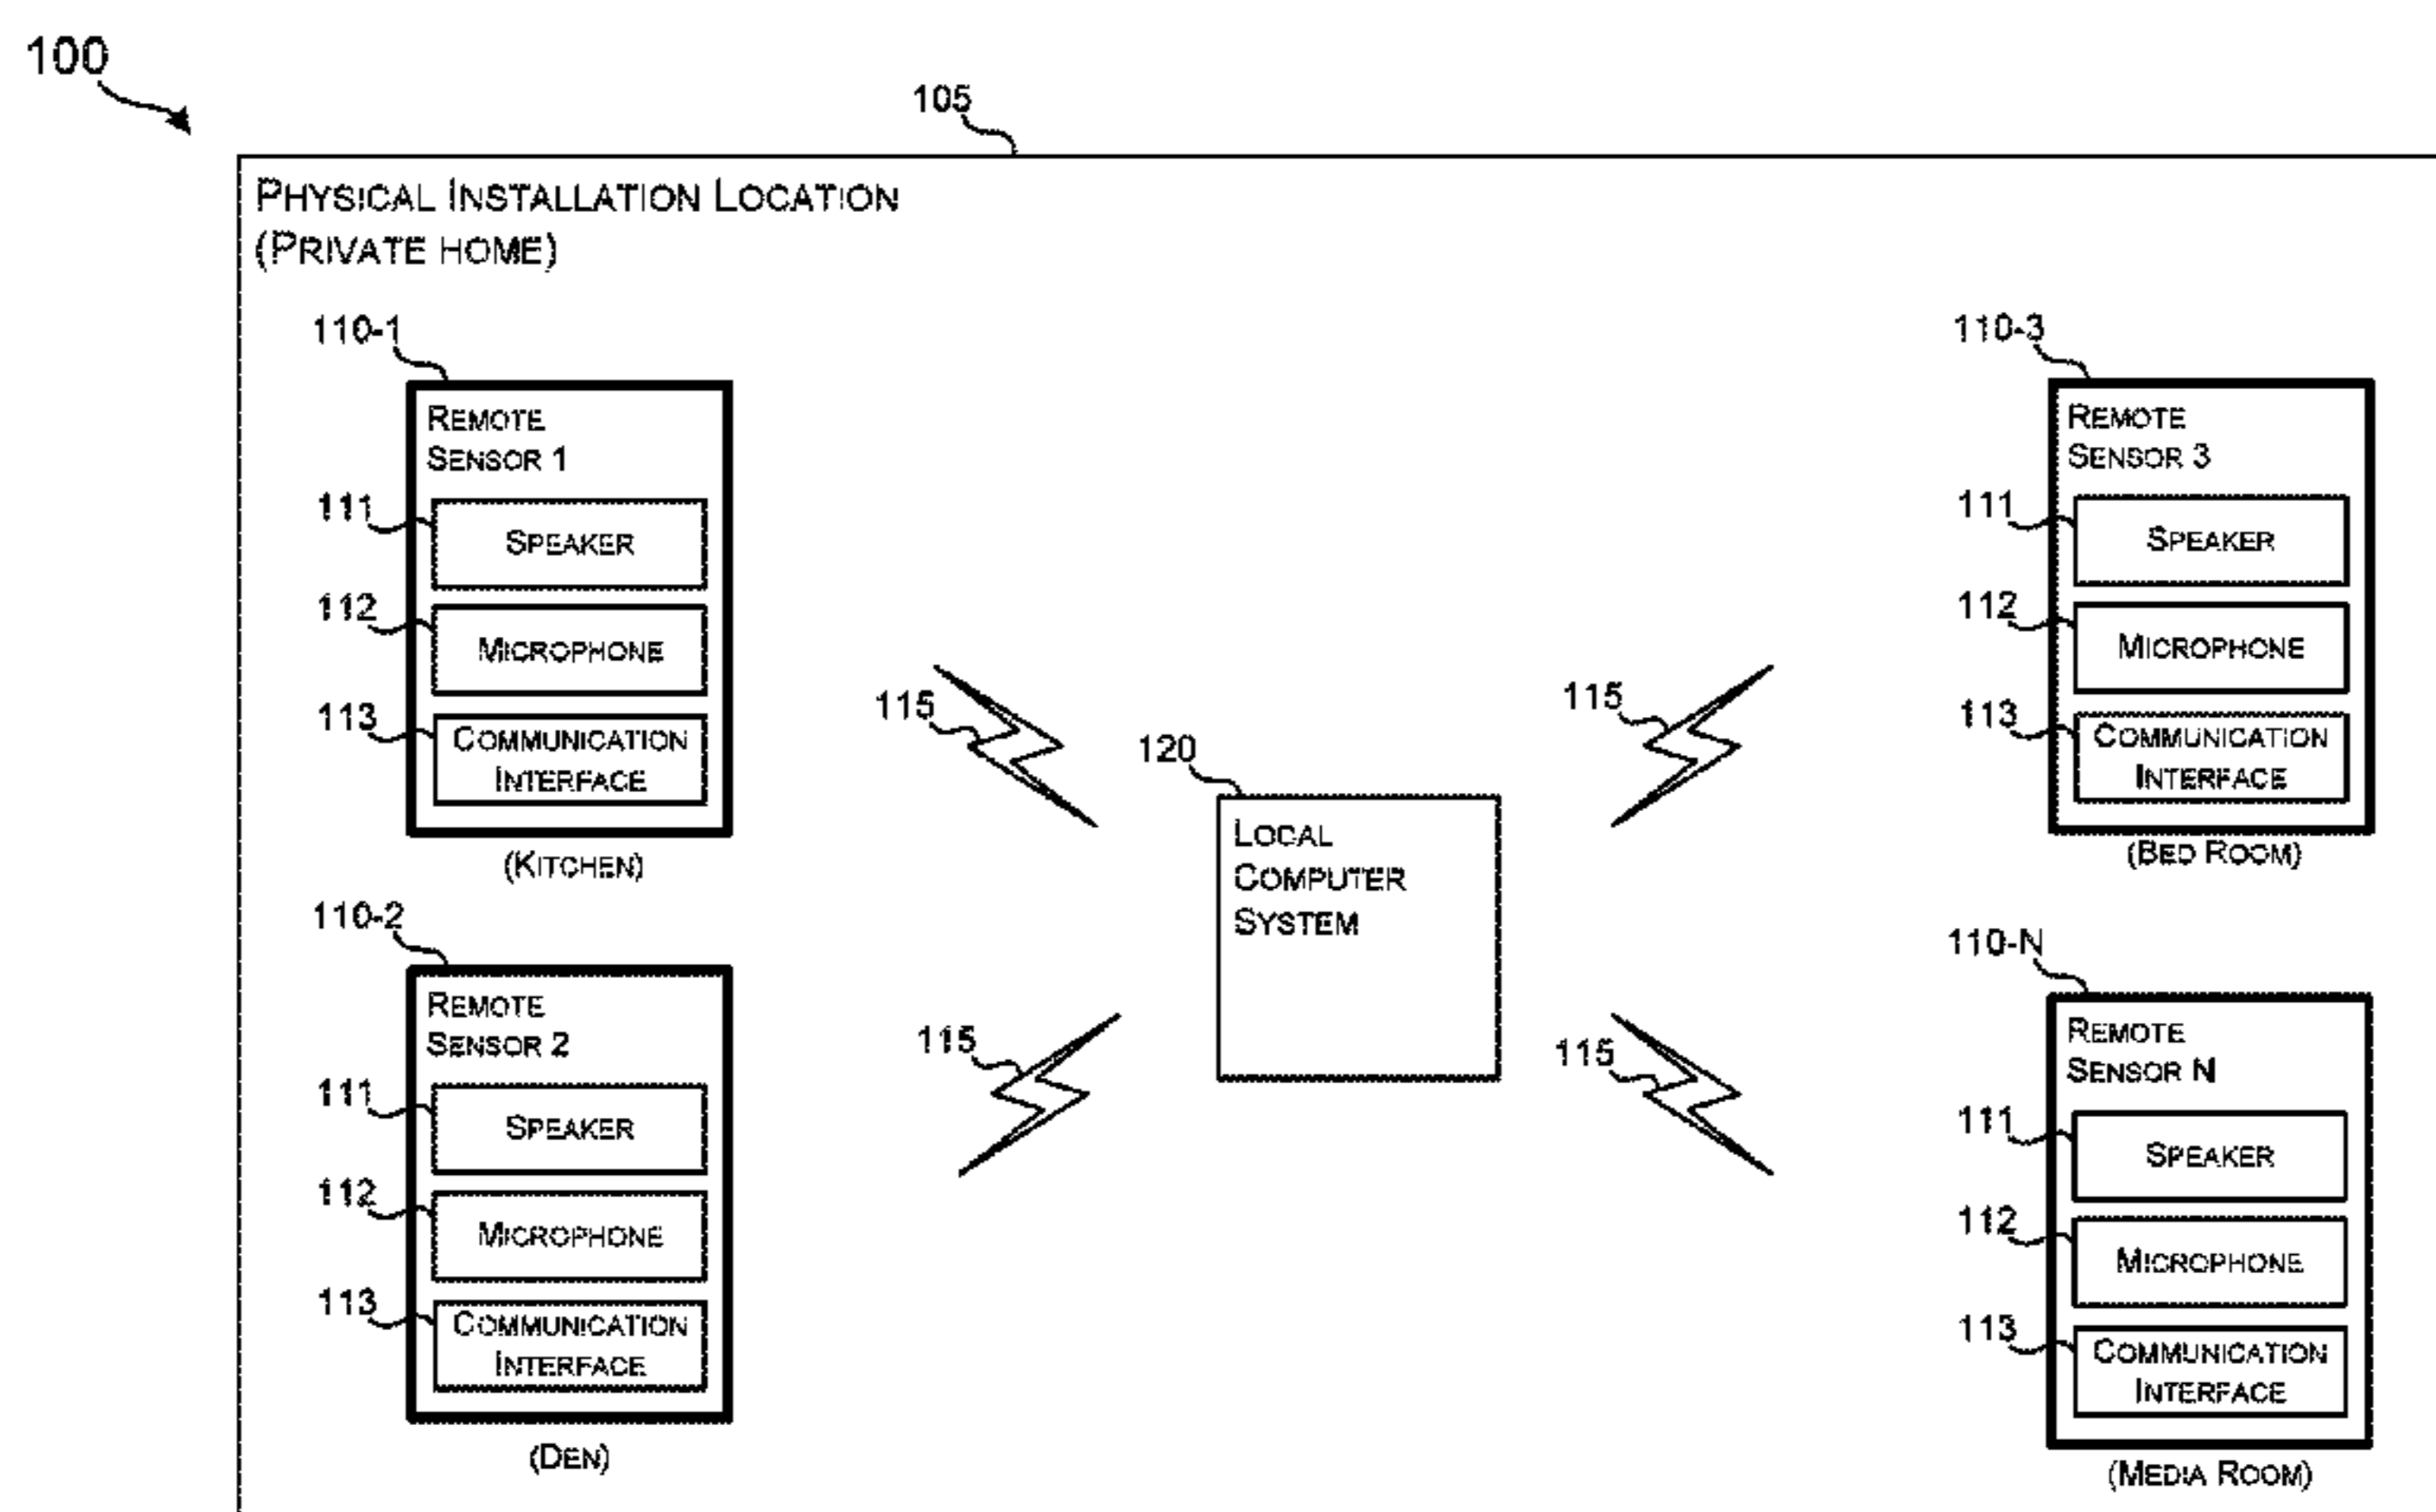 100
105
PHYSICAL INSTALLATION LOCATION
(PRIVATE HOME)
110-1
REMOTE
SENSOR 1
111
SPEAKER
112
MICROPHONE
113
COMMUNICATION
INTERFACE
(KITCHEN)
110-2
REMOTE
SENSOR 2
111
SPEAKER
112
MICROPHONE
113
COMMUNICATION
INTERFACE
(DEN)
115
115
120
LOCAL
COMPUTER
SYSTEM
115
115
110-3
REMOTE
SENSOR 3
111
SPEAKER
112
MICROPHONE
113
COMMUNICATION
INTERFACE
(BED ROOM)
110-N
REMOTE
SENSOR N
111
SPEAKER
112
MICROPHONE
113
COMMUNICATION
INTERFACE
(MEDIA ROOM)